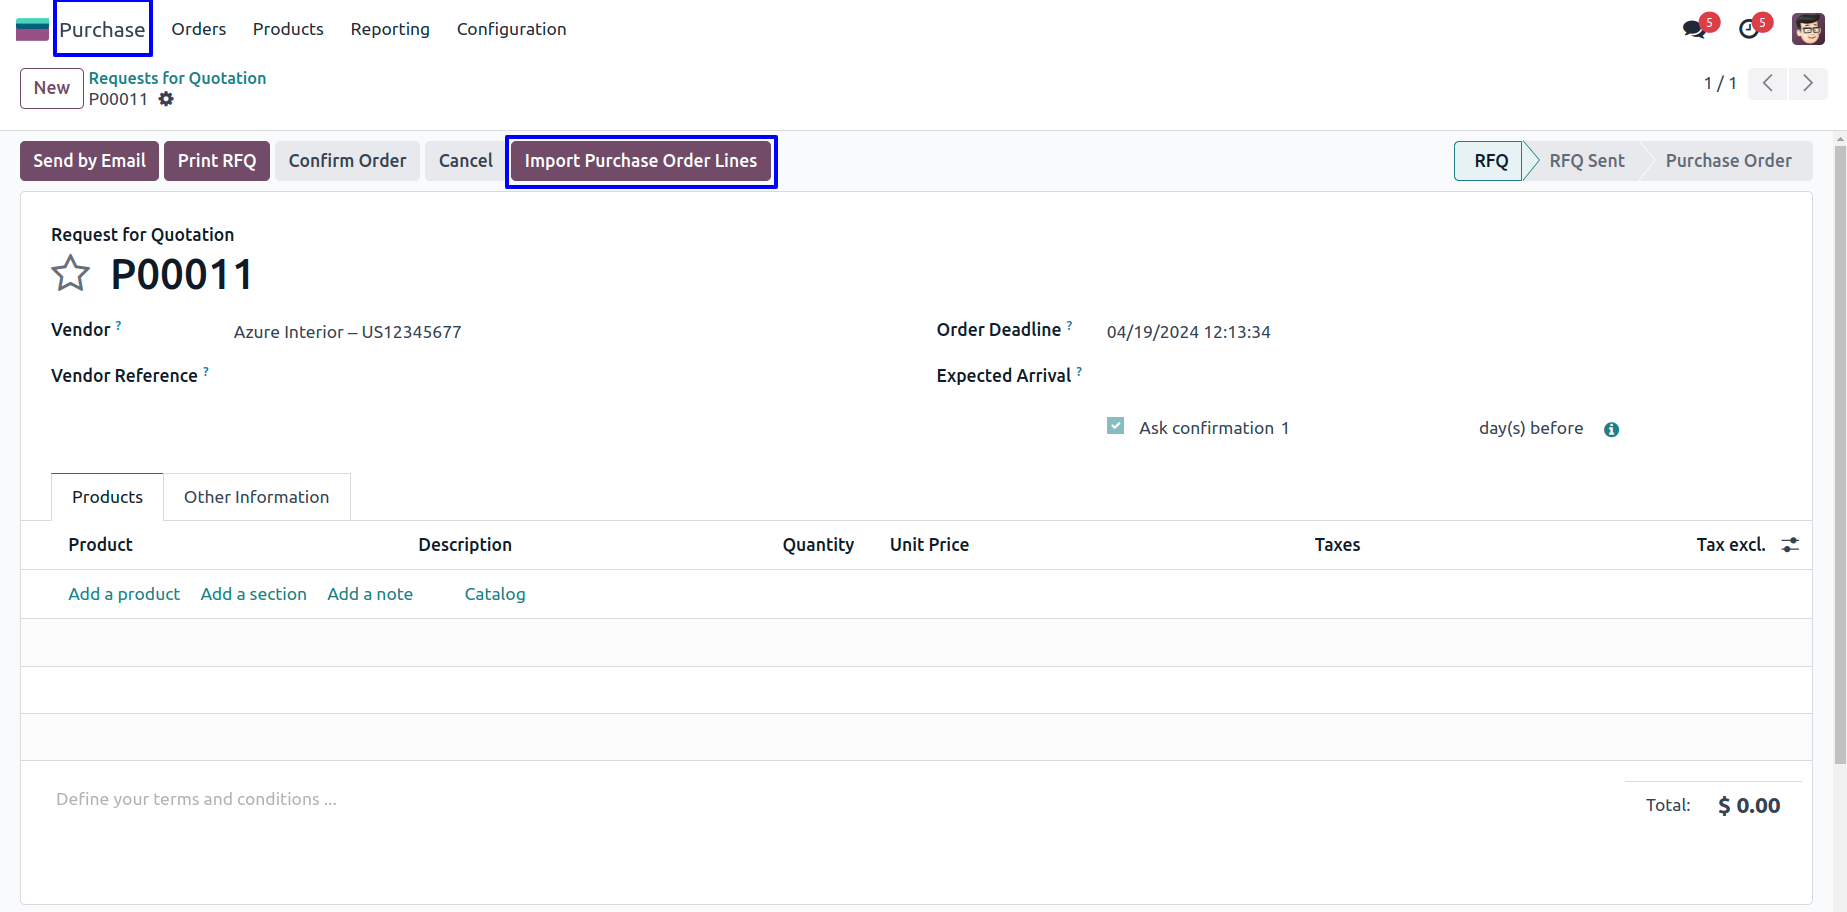 Purchase Orders Products Reporting Configuration 5 5
New Requests for Quotation
P00011
1 / 1
Send by Email Print RFQ Confirm Order Cancel Import Purchase Order Lines RFQ RFQ Sent Purchase Order
Request for Quotation
P00011
Vendor ? Azure Interior – US12345677 Order Deadline ? 04/19/2024 12:13:34
Vendor Reference ? Expected Arrival ?
Ask confirmation 1 day(s) before
Products Other Information
Product Description Quantity Unit Price Taxes Tax excl.
Add a product Add a section Add a note Catalog
Define your terms and conditions ...
Total: $ 0.00